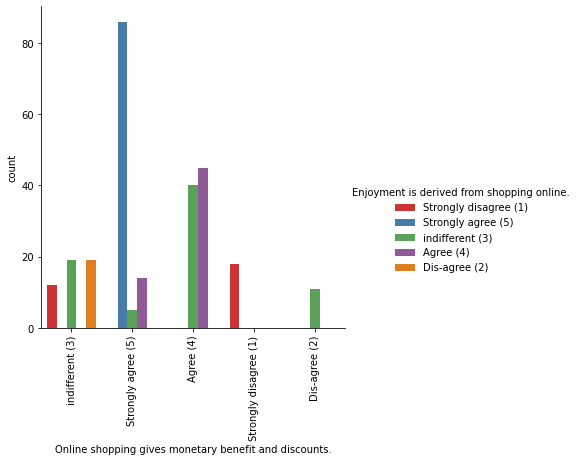 80
60
40
20
0
count
indifferent (3)
Strongly agree (5)
Agree (4)
Strongly disagree (1)
Dis-agree (2)
Online shopping gives monetary benefit and discounts.
Enjoyment is derived from shopping online.
Strongly disagree (1)
Strongly agree (5)
indifferent (3)
Agree (4)
Dis-agree (2)